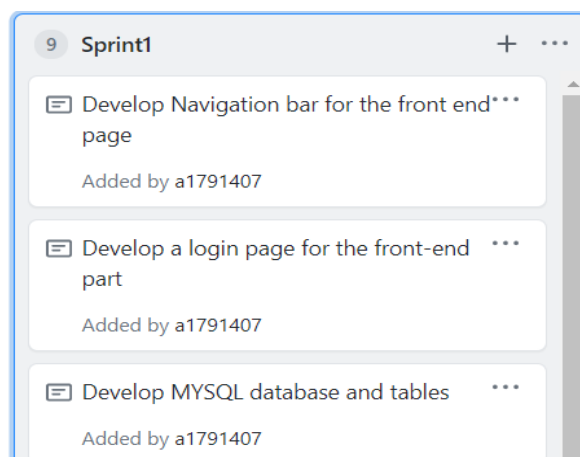 9 Sprint1
Develop Navigation bar for the front end
page
Added by a1791407
Develop a login page for the front-end
part
Added by a1791407
Develop MYSQL database and tables
Added by a1791407